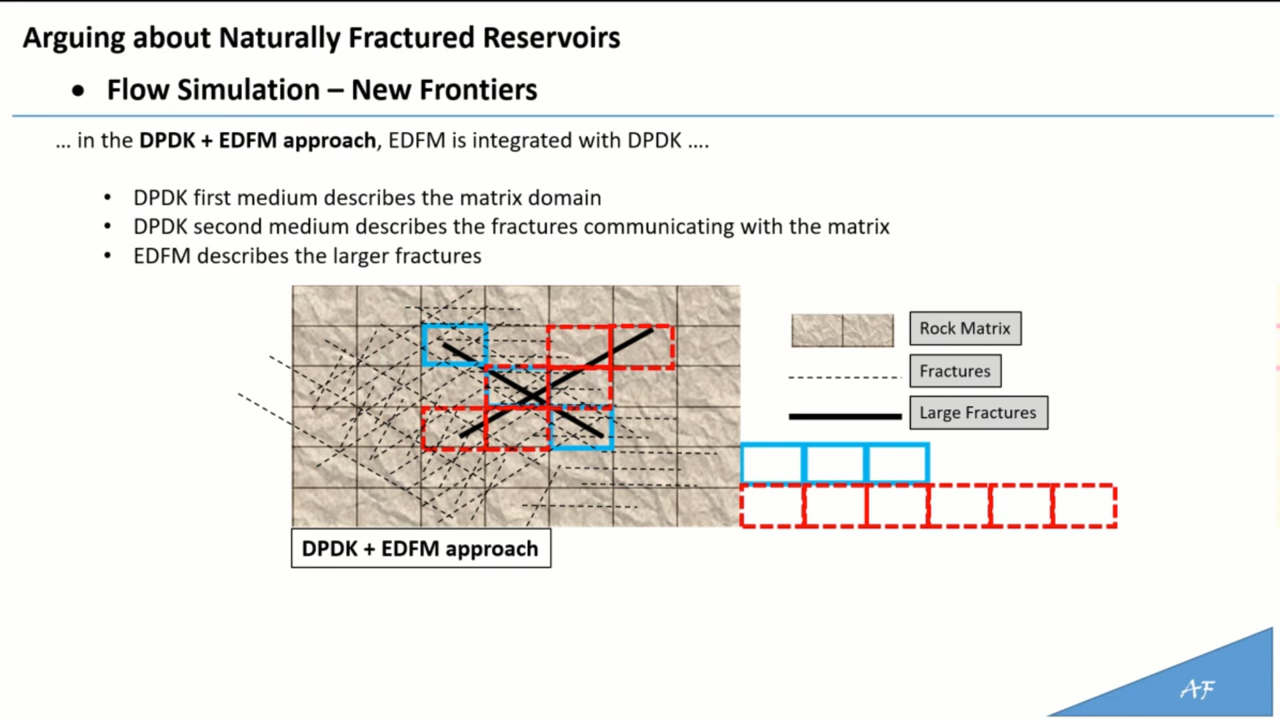 Arguing about Naturally Fractured Reservoirs
• Flow Simulation – New Frontiers
... in the DPDK + EDFM approach, EDFM is integrated with DPDK ....
• DPDK first medium describes the matrix domain
• DPDK second medium describes the fractures communicating with the matrix
• EDFM describes the larger fractures
Rock Matrix
Fractures
Large Fractures
DPDK + EDFM approach
AF